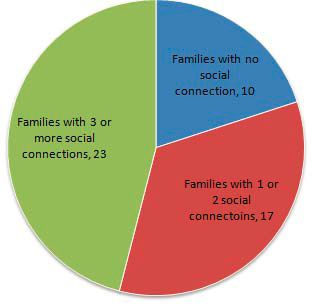 Families with no
social
connection, 10
Families with 3 or
more social
connections, 23
Families with 1 or
2 social
connectoins, 17